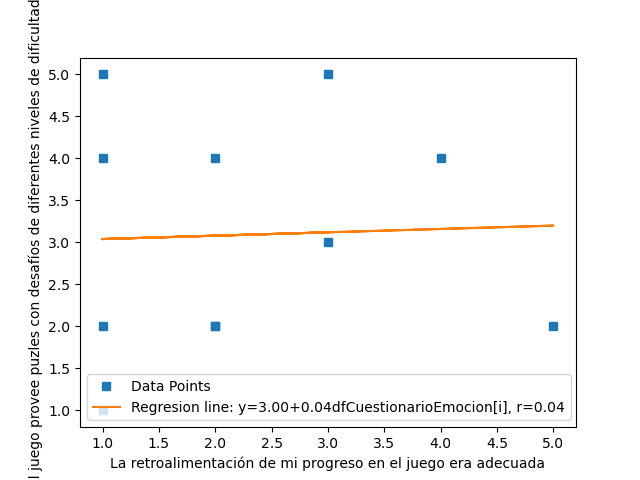 l juego provee puzles con desafíos de diferentes niveles de dificultad
5.0
4.5
4.0
3.5
3.0
2.5
2.0
1.5
1.0
Data Points
Regresion line: y=3.00+0.04dfCuestionarioEmocion[i], r=0.04
1.0 1.5 2.0 2.5 3.0 3.5 4.0 4.5 5.0
La retroalimentación de mi progreso en el juego era adecuada